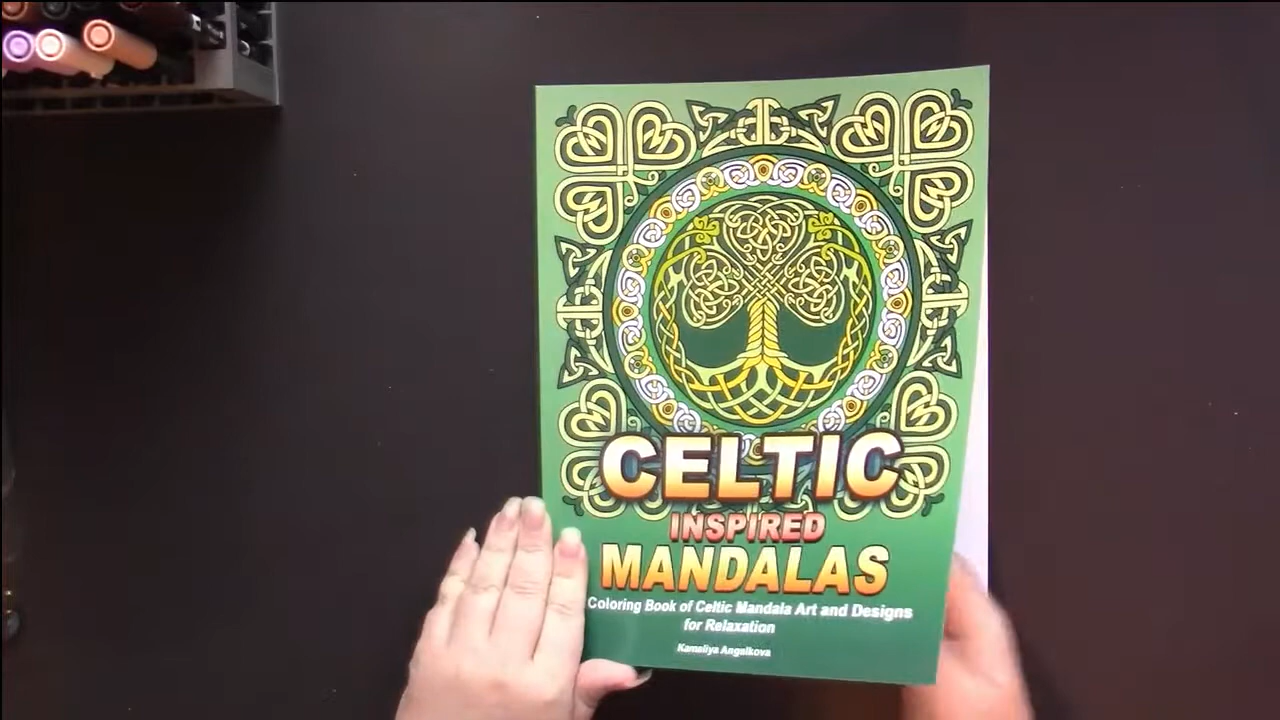 CELTIC
INSPIRED
MANDALAS
Coloring Book of Celtic Mandala Art and Designs
for Relaxation
Kameliya Angelkova